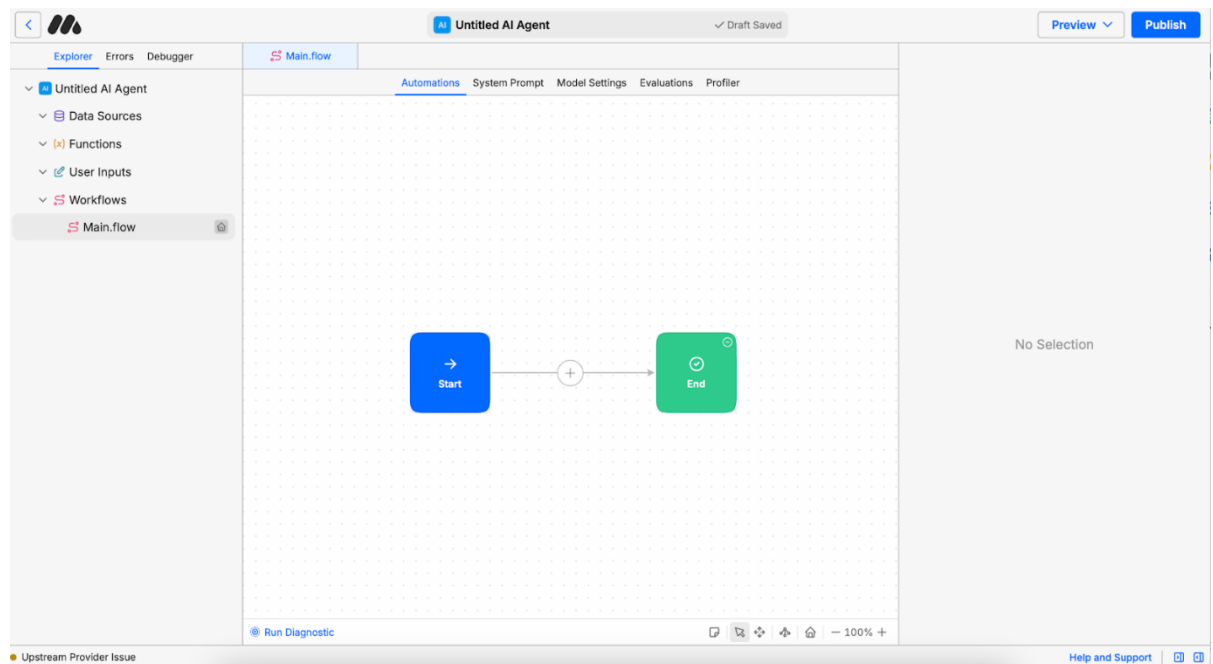 AI Untitled AI Agent
Draft Saved
Preview
Publish
Explorer Errors Debugger
Main.flow
Automations System Prompt Model Settings Evaluations Profiler
AI Untitled AI Agent
Data Sources
(x) Functions
User Inputs
Workflows
Main.flow
Start
End
No Selection
Run Diagnostic
100%
Upstream Provider Issue
Help and Support